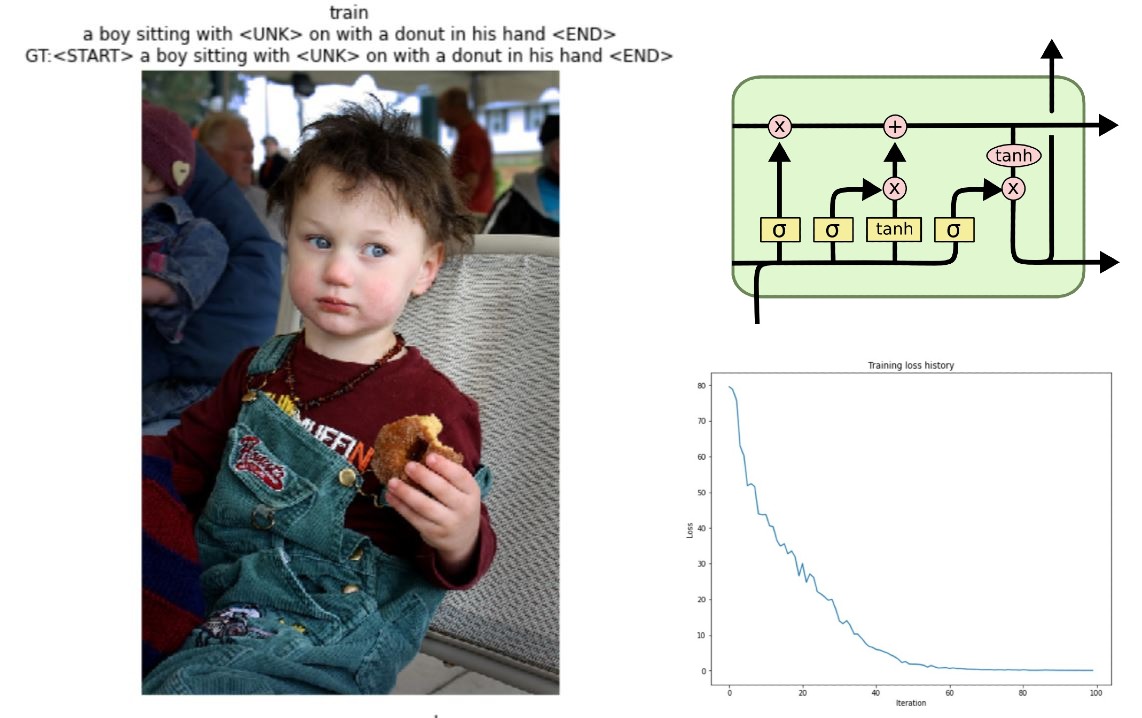 train
a boy sitting with <UNK> on with a donut in his hand <END>
GT:<START> a boy sitting with <UNK> on with a donut in his hand <END>
MUFFIN
x
+
tanh
x
x
σ
σ
tanh
σ
Training loss history
Loss
80
70
60
50
40
30
20
10
0
0
20
40
60
80
100
Iteration